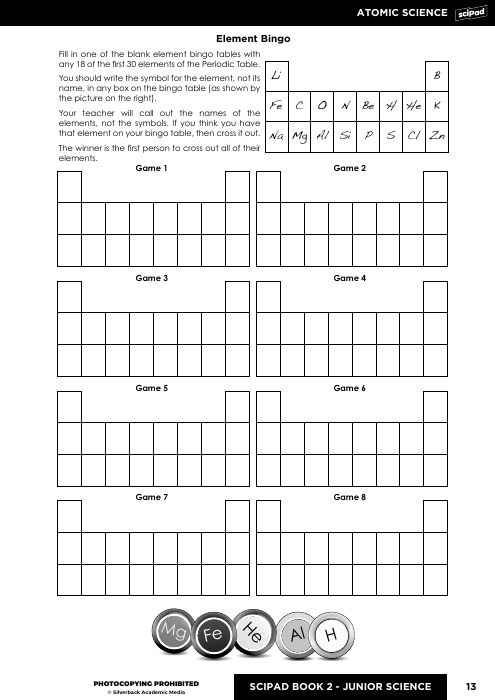 ATOMIC SCIENCE
scipad
Element Bingo
Fill in one of the blank element bingo tables with
any 18 of the first 30 elements of the Periodic Table.
You should write the symbol for the element, not its
name, in any box on the bingo table (as shown by
the picture on the right).
Your teacher will call out the names of the
elements, not the symbols. If you think you have
that element on your bingo table, then cross it out.
The winner is the first person to cross out all of their
elements.
Li B
Fe C O N Be H He K
Na Mg Al Si P S Cl Zn
Game 1 Game 2
Game 3 Game 4
Game 5 Game 6
Game 7 Game 8
Mg Fe He Al H
PHOTOCOPYING PROHIBITED
© Silverback Academic Media
SCIPAD BOOK 2 - JUNIOR SCIENCE 13